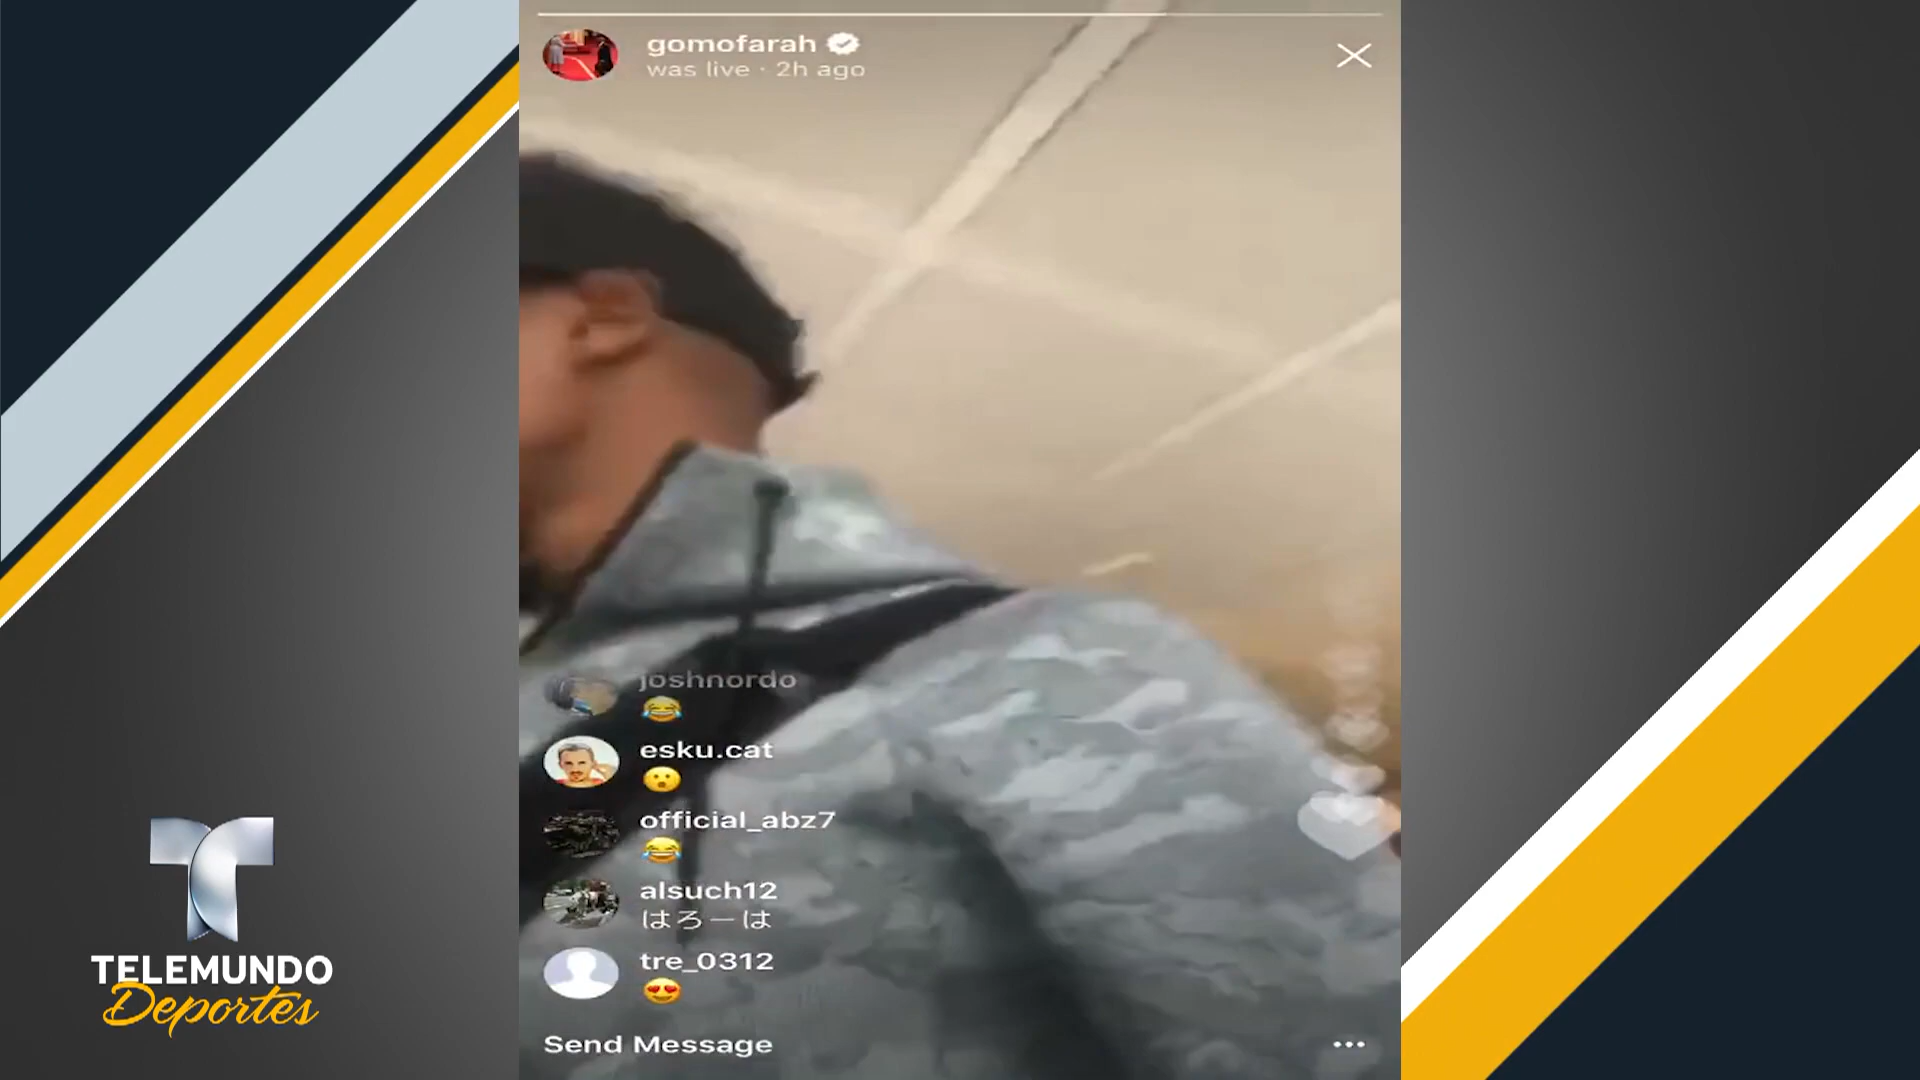 gomofarah
was live · 2h ago
joshnordo
😂
esku.cat
😮
official_abz7
😂
alsuch12
はろーは
tre_0312
😍
Send Message
TELEMUNDO
Deportes